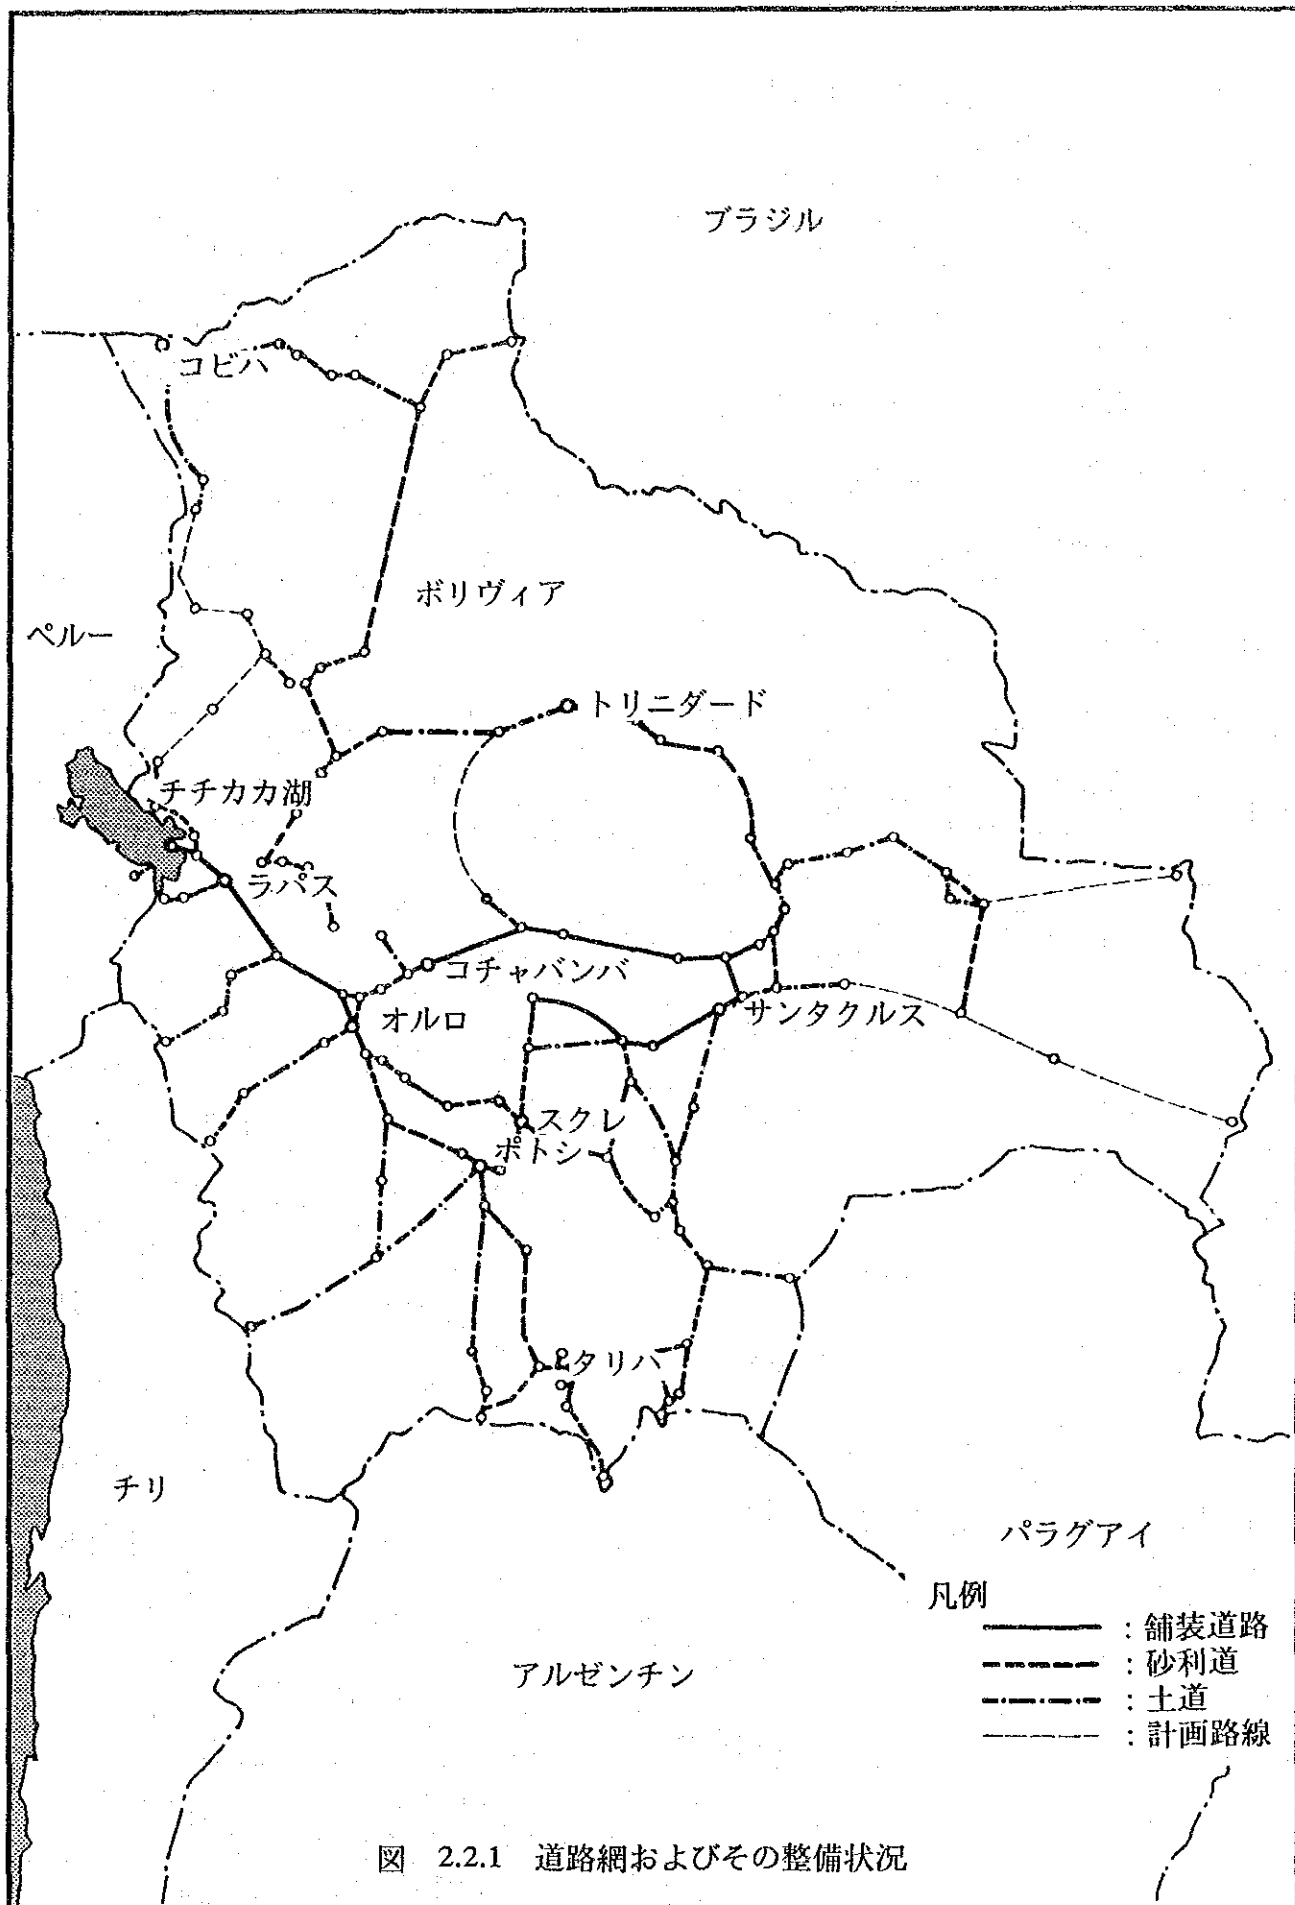 ブラジル
コビハ
ボリヴィア
ペルー
トリニダード
チチカカ湖
ラパス
コチャバンバ
オルロ
サンタクルス
スクレ
ポトシ
タリハ
チリ
パラグアイ
アルゼンチン
凡例
：舗装道路
：砂利道
：土道
：計画路線
図 2.2.1 道路網およびその整備状況